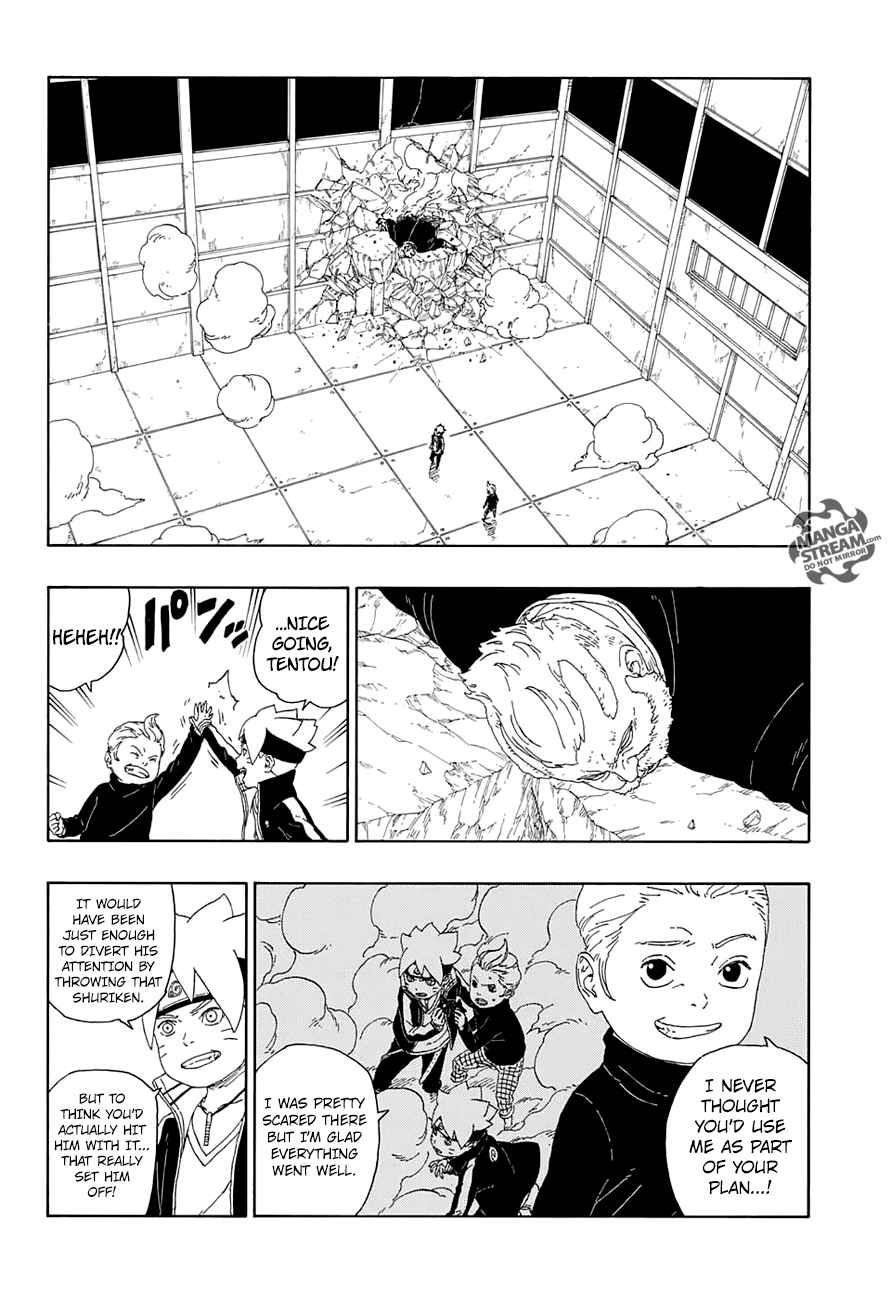 MANGA
STREAM.com
DO NOT MIRROR
...NICE
GOING,
TENTOU!
パンッ
HEHEH!!
I NEVER
THOUGHT
YOU'D USE
ME AS PART
OF YOUR
PLAN...!
I WAS PRETTY
SCARED THERE
BUT I'M GLAD
EVERYTHING
WENT WELL.
IT WOULD
HAVE BEEN
JUST ENOUGH
TO DIVERT HIS
ATTENTION BY
THROWING THAT
SHURIKEN.
BUT TO
THINK YOU'D
ACTUALLY HIT
HIM WITH IT...
THAT REALLY
SET HIM
OFF!